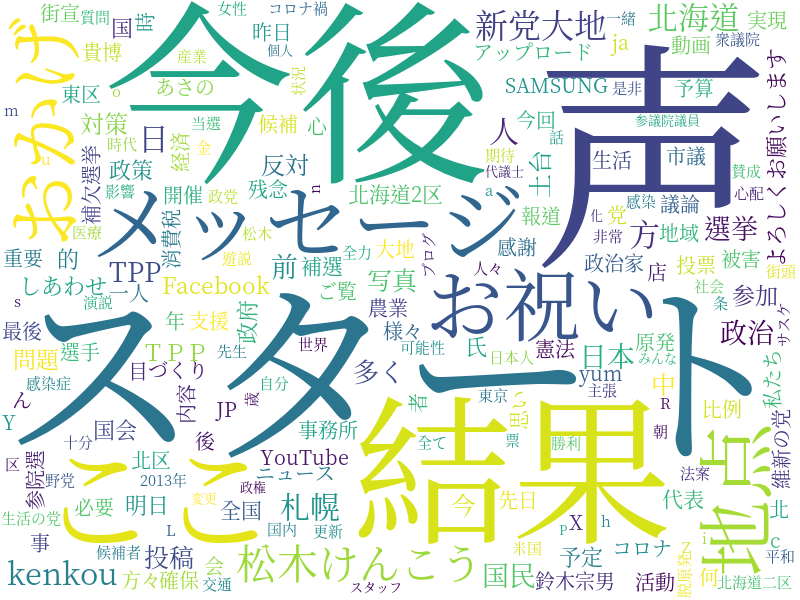 街宣
質問
国
時
女性
コロナ禍
昨日
個人
貴博
産業
あさの
東区
m
o
今後
新党大地
北海道
一緒
実現
衆議院
アップロード
ja
動画
SAMSUNG
是非
予算
おかげ
u
対策
当選
候補
心
日
時代
金
経済
政策
影響
政党
反対
補欠選挙
医療
開催
残念
n
状況
北海道2区
声
参議院議員
今回
話
人
土台
生活
市議
期待
代議士
a
報道
感染
議論
賛成
心配
よろしくお願いします
化
党
選挙
非常
方
地域
感謝
メッセージ
消費税
重要
的
遊説
松木
全力
大地
ブログ
しあわせ
一人
TPP
Facebook
前
補選
写真
人々
政治家
店
投票
被害
街頭
s
演説
ご覧
農業
お祝い
社会
条
参加
サスケ
最後
年
支援
政府
様々
氏
憲法
日本
原発
みんな
政治
問題
選手
TPP
先生
世界
可能性
日本人
yum
中
私たち
ん
感染症
目づくり
自分
多く
東京
主張
スタート
内容
JP
歳
者
思い
R
比例
Y
国会
後
事務所
全て
票
勝利
朝
維新の党
十分
YouTube
ニュース
結果
法案
地点
区
野党
北区
2013年
政権
参院選
ここ
生活の党
必要
明日
全国
変更
札幌
今
先日
X
代表
北
c
事
L
国内
更新
P
h
i
候補者
投稿
会
米国
予定
コロナ
脱原発
z
何
平和
kenkou
方々
確保
交通
松木けんこう
スタッフ
国民
鈴木宗男
活動
北海道二区